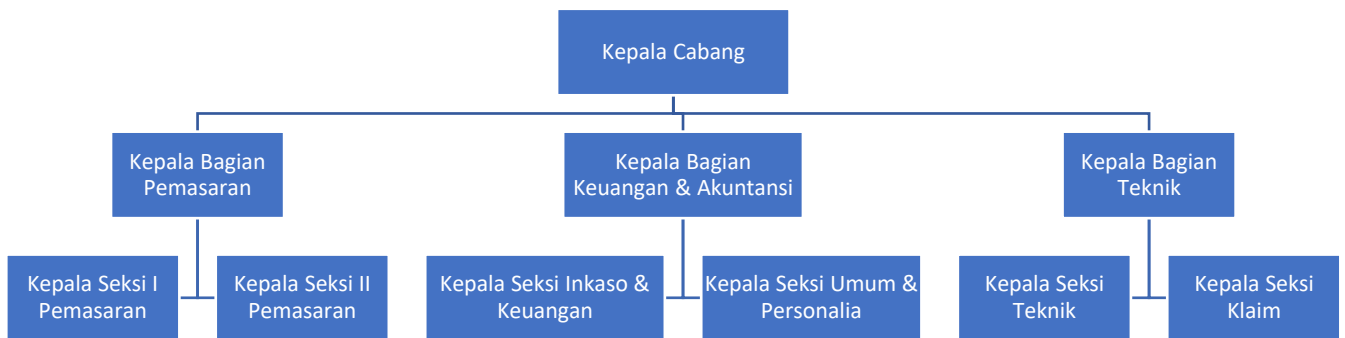 Kepala Cabang
Kepala Bagian
Pemasaran
Kepala Bagian
Keuangan & Akuntansi
Kepala Bagian
Teknik
Kepala Seksi I
Pemasaran
Kepala Seksi II
Pemasaran
Kepala Seksi Inkaso &
Keuangan
Kepala Seksi Umum &
Personalia
Kepala Seksi
Teknik
Kepala Seksi
Klaim